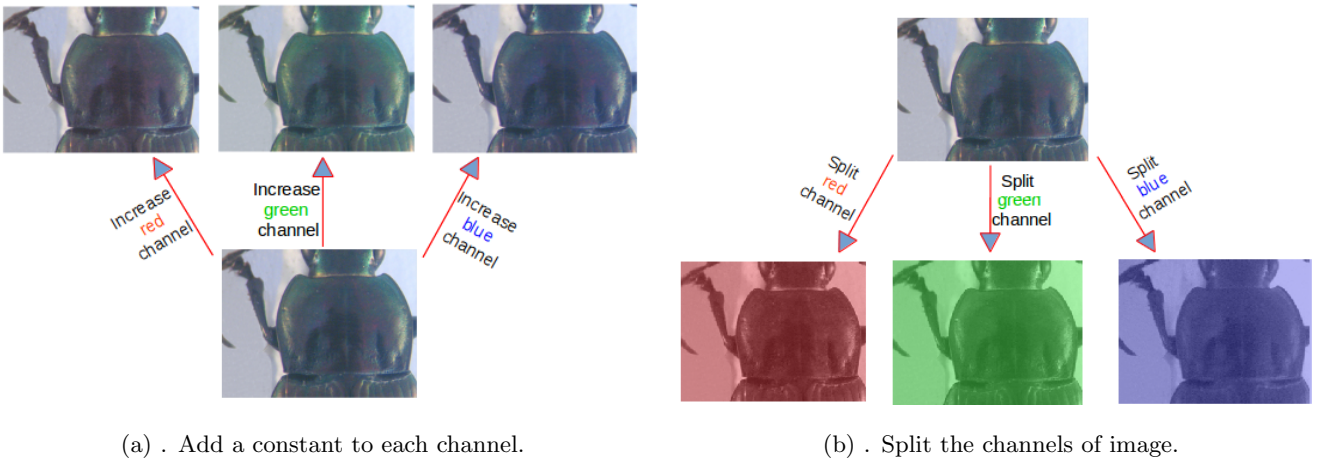 Increase
red
channel
Increase
green
channel
Increase
blue
channel
(a) . Add a constant to each channel.
Split
red
channel
Split
green
channel
Split
blue
channel
(b) . Split the channels of image.